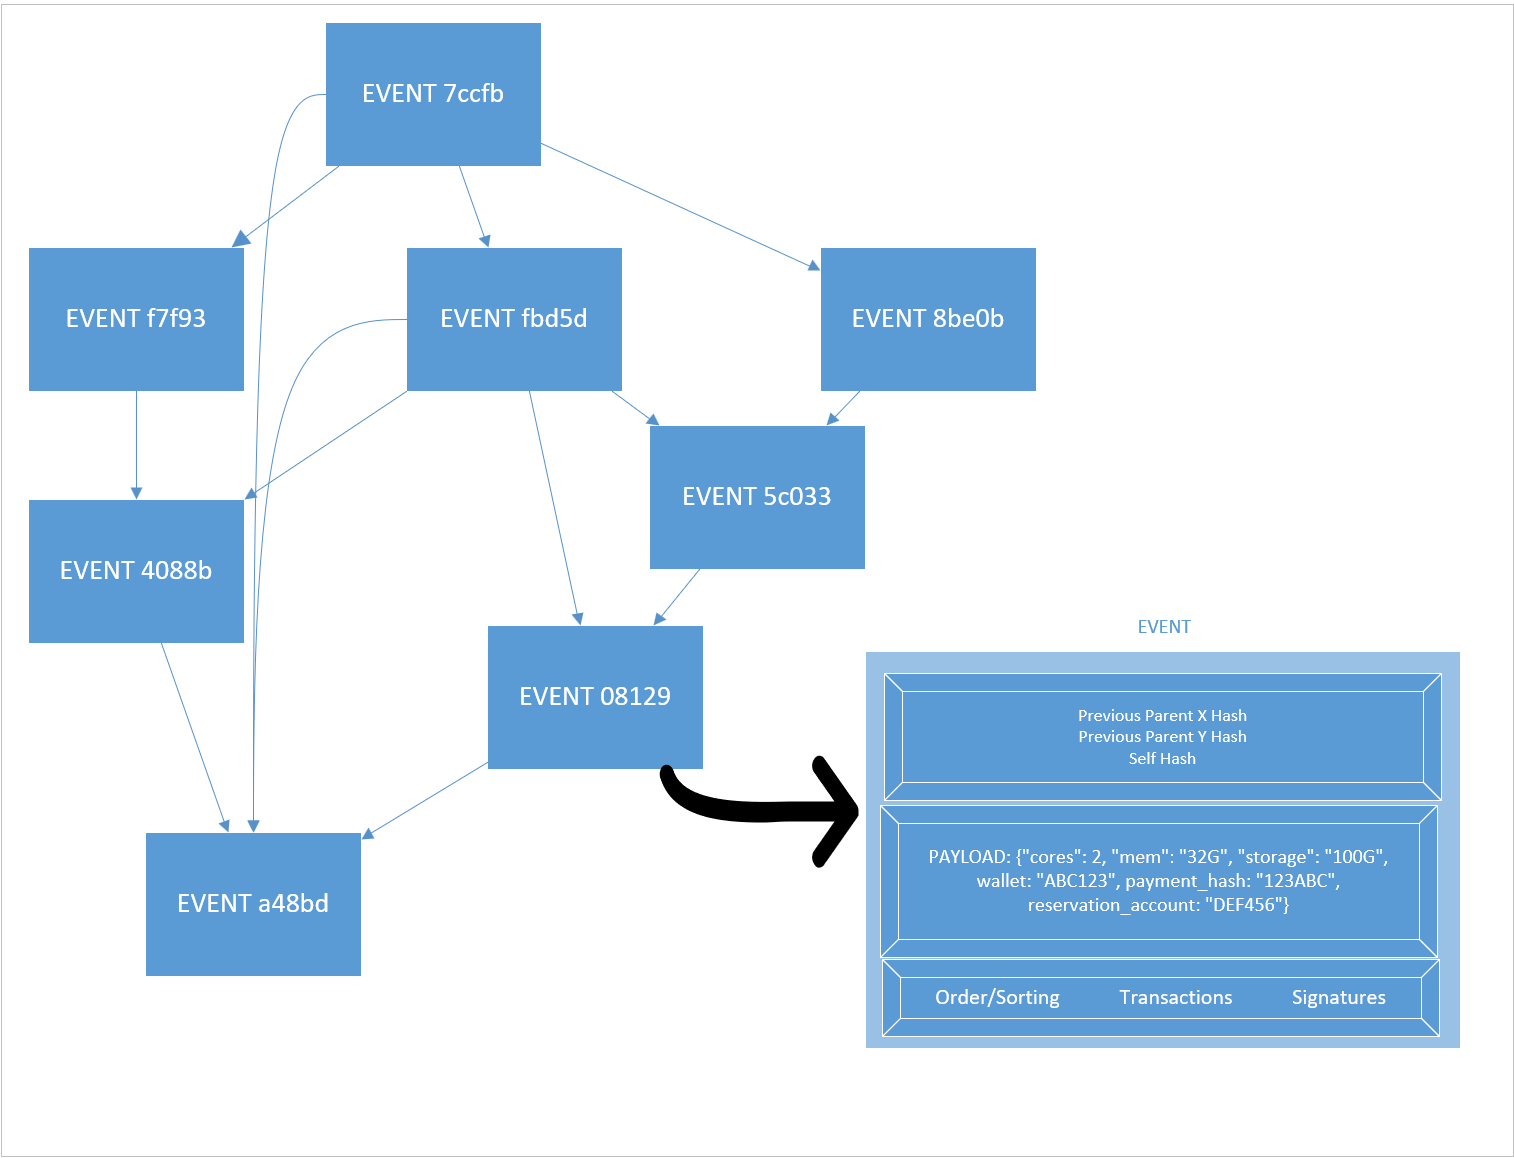 EVENT 7ccfb
EVENT f7f93
EVENT fbd5d
EVENT 8be0b
EVENT 5c033
EVENT 4088b
EVENT 08129
EVENT a48bd
EVENT
Previous Parent X Hash
Previous Parent Y Hash
Self Hash
PAYLOAD: {"cores": 2, "mem": "32G", "storage": "100G",
wallet: "ABC123", payment_hash: "123ABC",
reservation_account: "DEF456"}
Order/Sorting Transactions Signatures